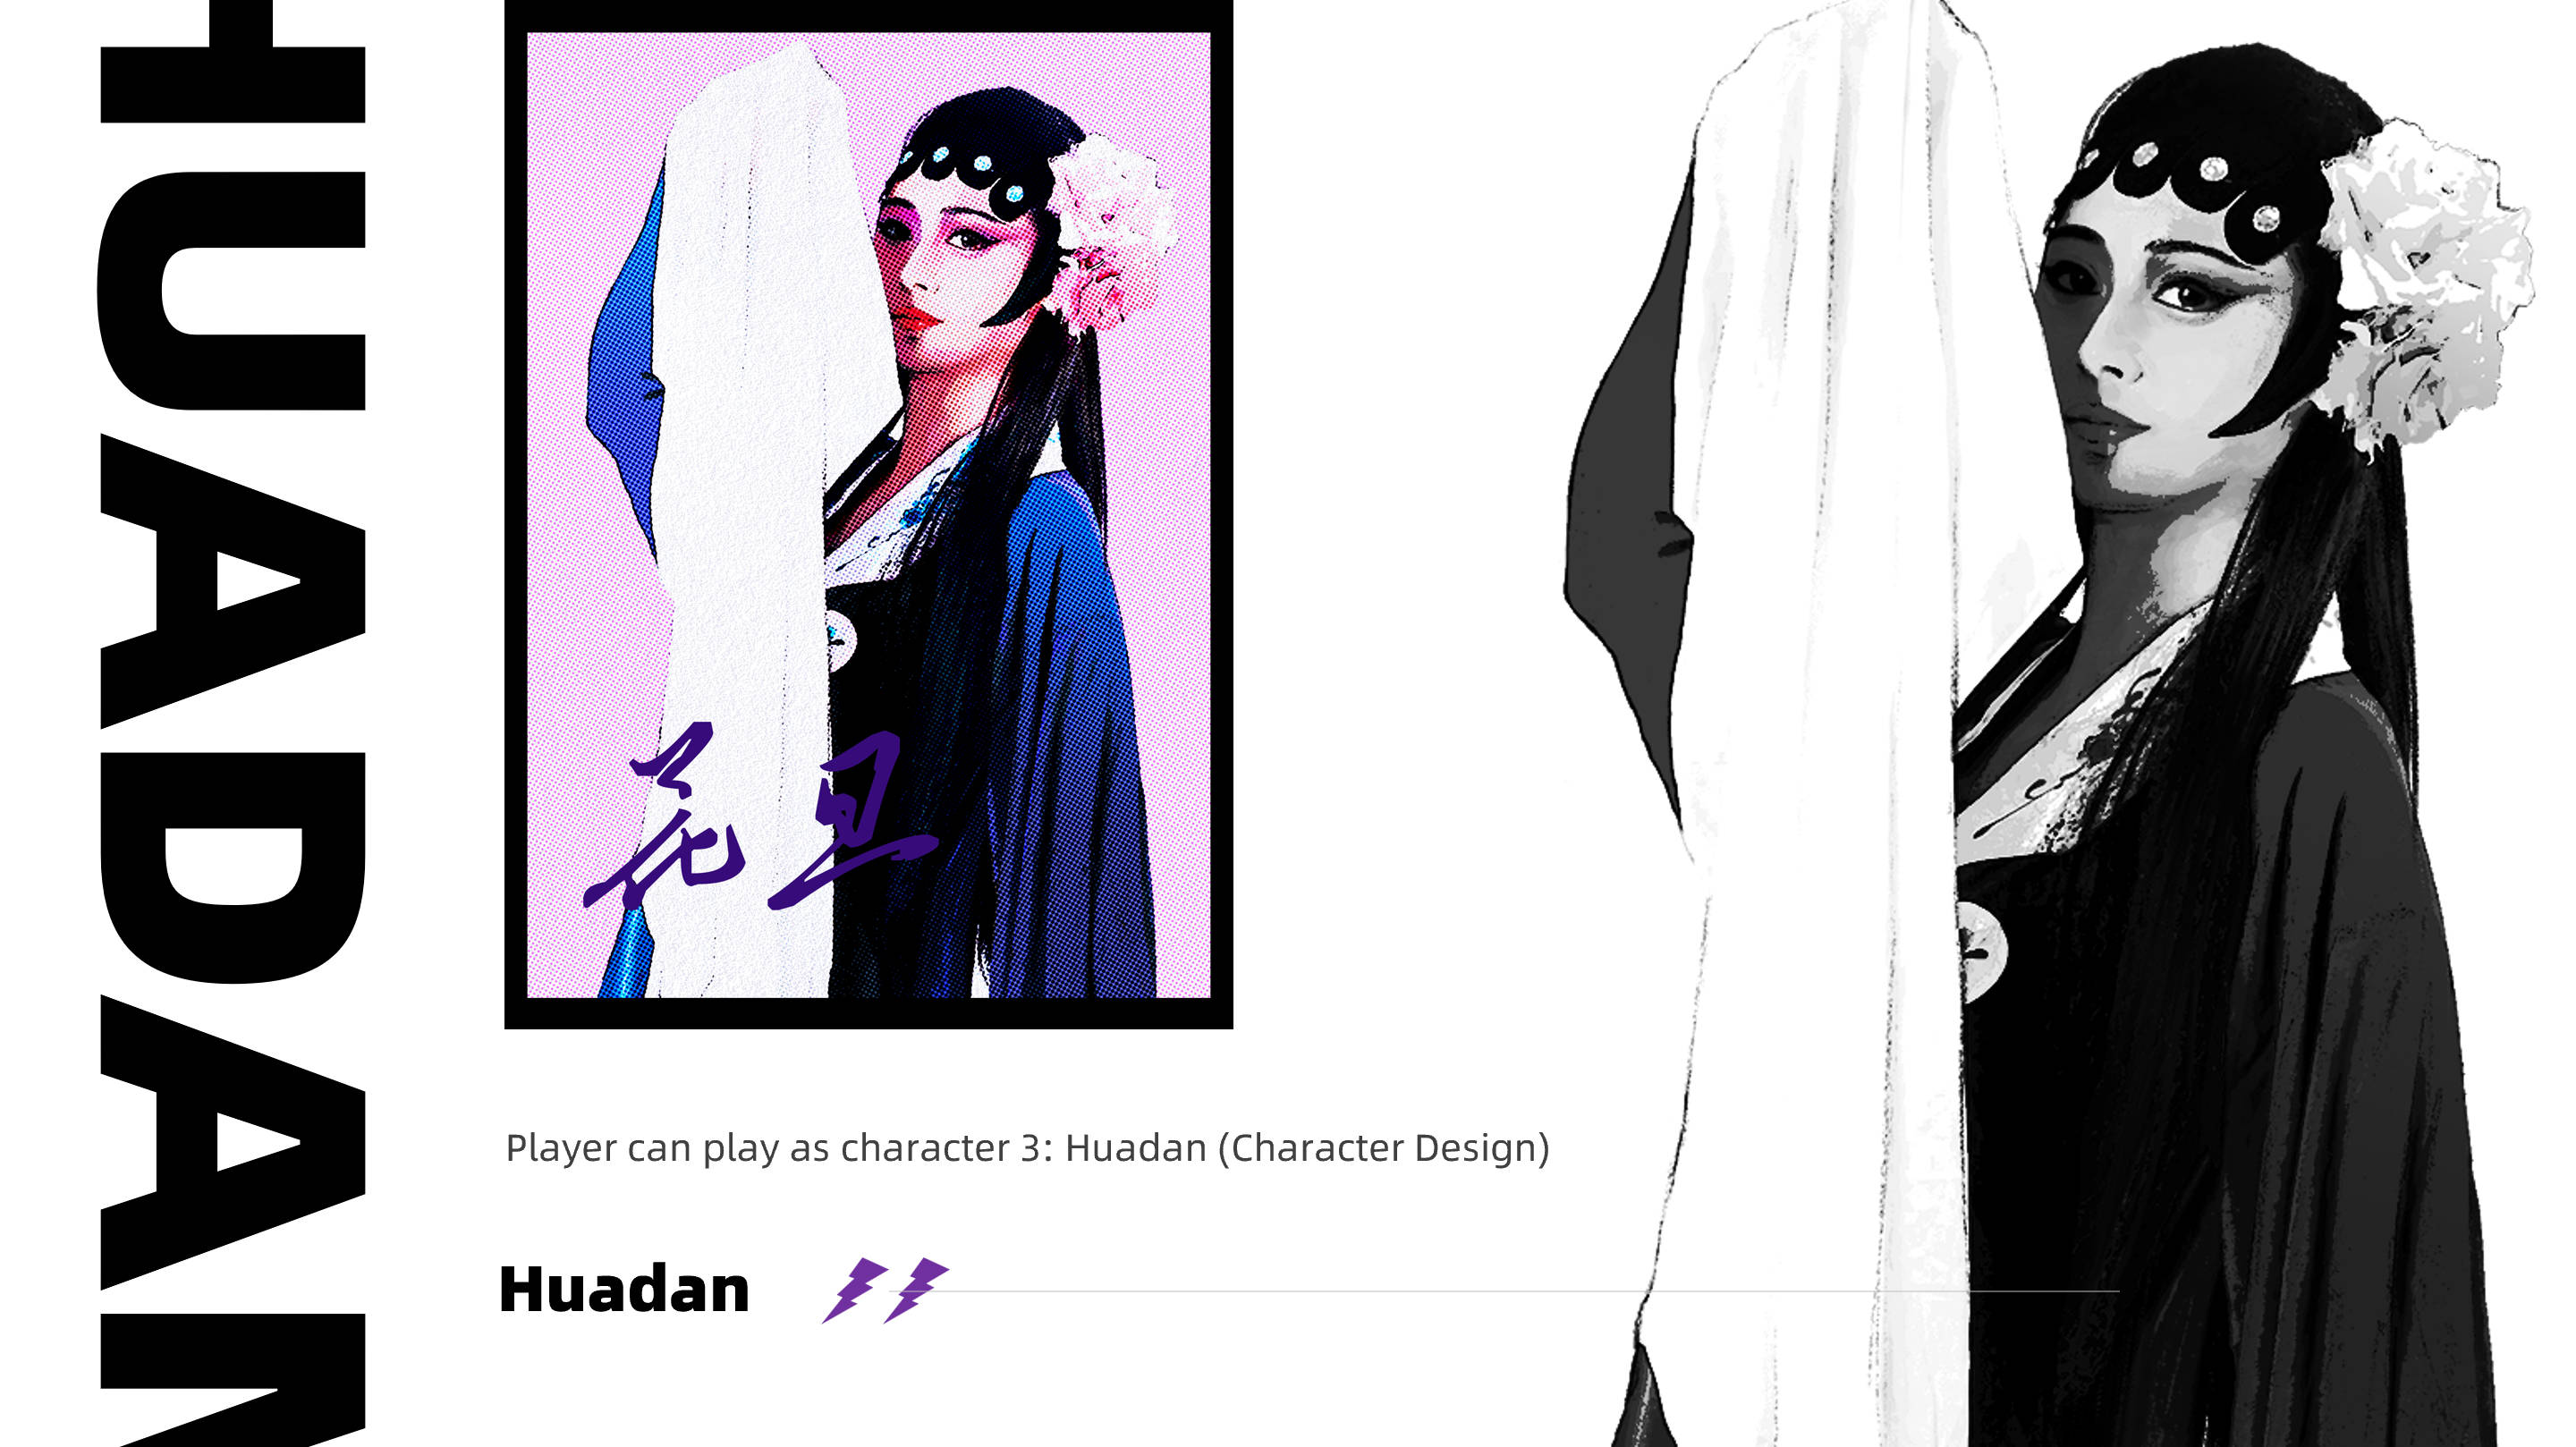 HUADAN
花旦
Player can play as character 3: Huadan (Character Design)
Huadan